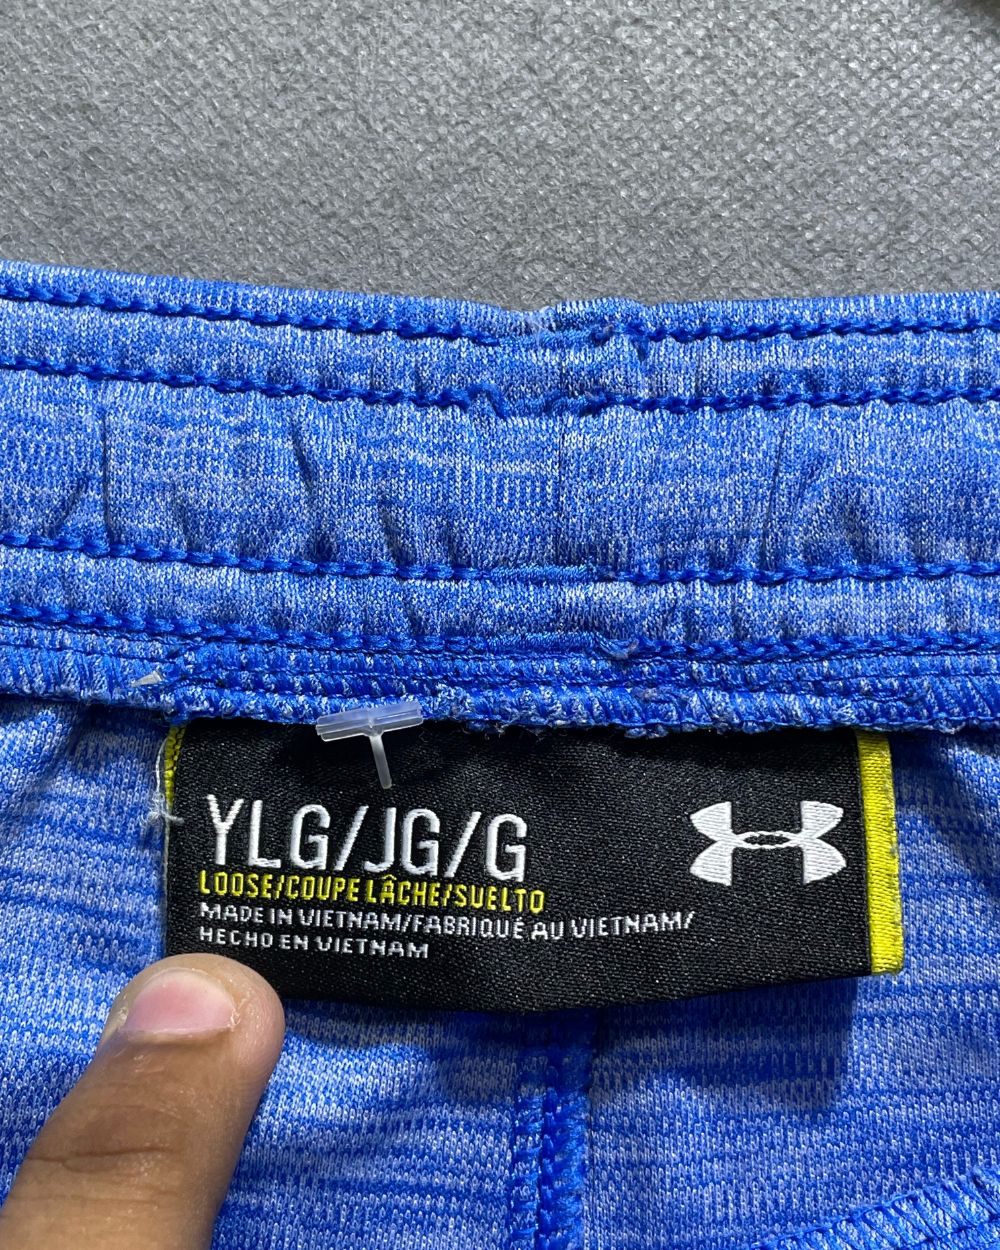 YLG/JG/G
LOOSE/COUPE LÂCHE/SUELTO
MADE IN VIETNAM/FABRIQUÉ AU VIETNAM/
HECHO EN VIETNAM